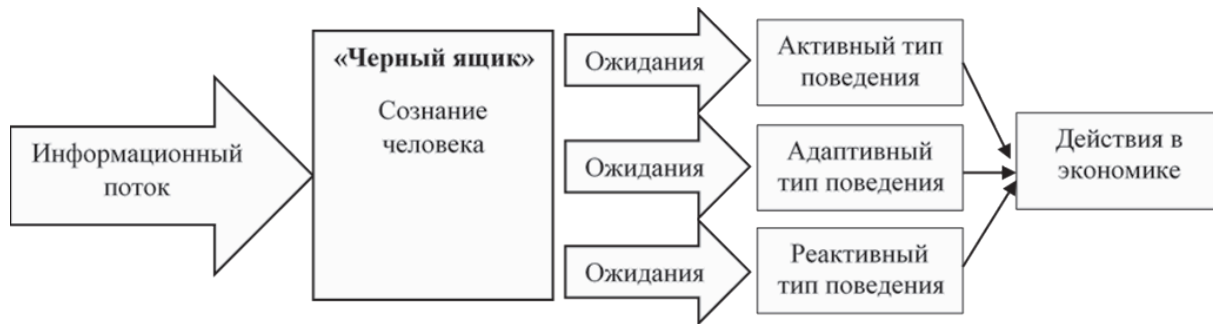 Информационный
поток
«Черный ящик»
Сознание
человека
Ожидания
Ожидания
Ожидания
Активный тип
поведения
Адаптивный
тип поведения
Реактивный
тип поведения
Действия в
экономике